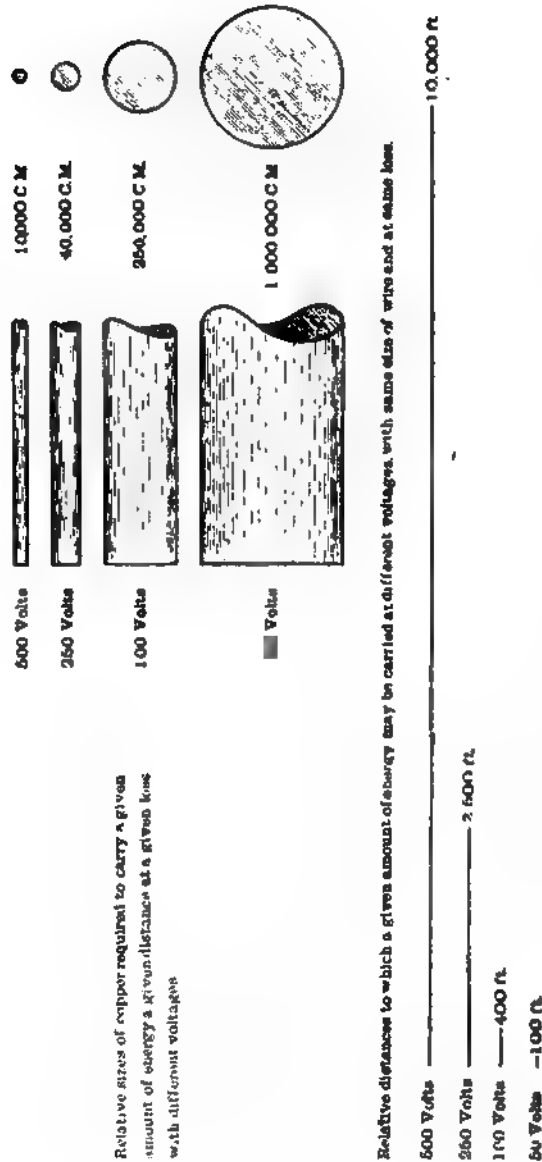 500 Volts 10,000 C M
250 Volts 40,000 C.M.
100 Volts 250,000 C M
Volts 1 000 000 C M
Relative sizes of copper required to carry a given
amount of energy a given distance at a given loss
with different voltages
Relative distances to which a given amount of energy may be carried at different voltages, with same size of wire and at same loss.
500 Volts 10,000 ft
250 Volts 2 500 ft.
100 Volts 400 ft.
50 Volts 100 ft.